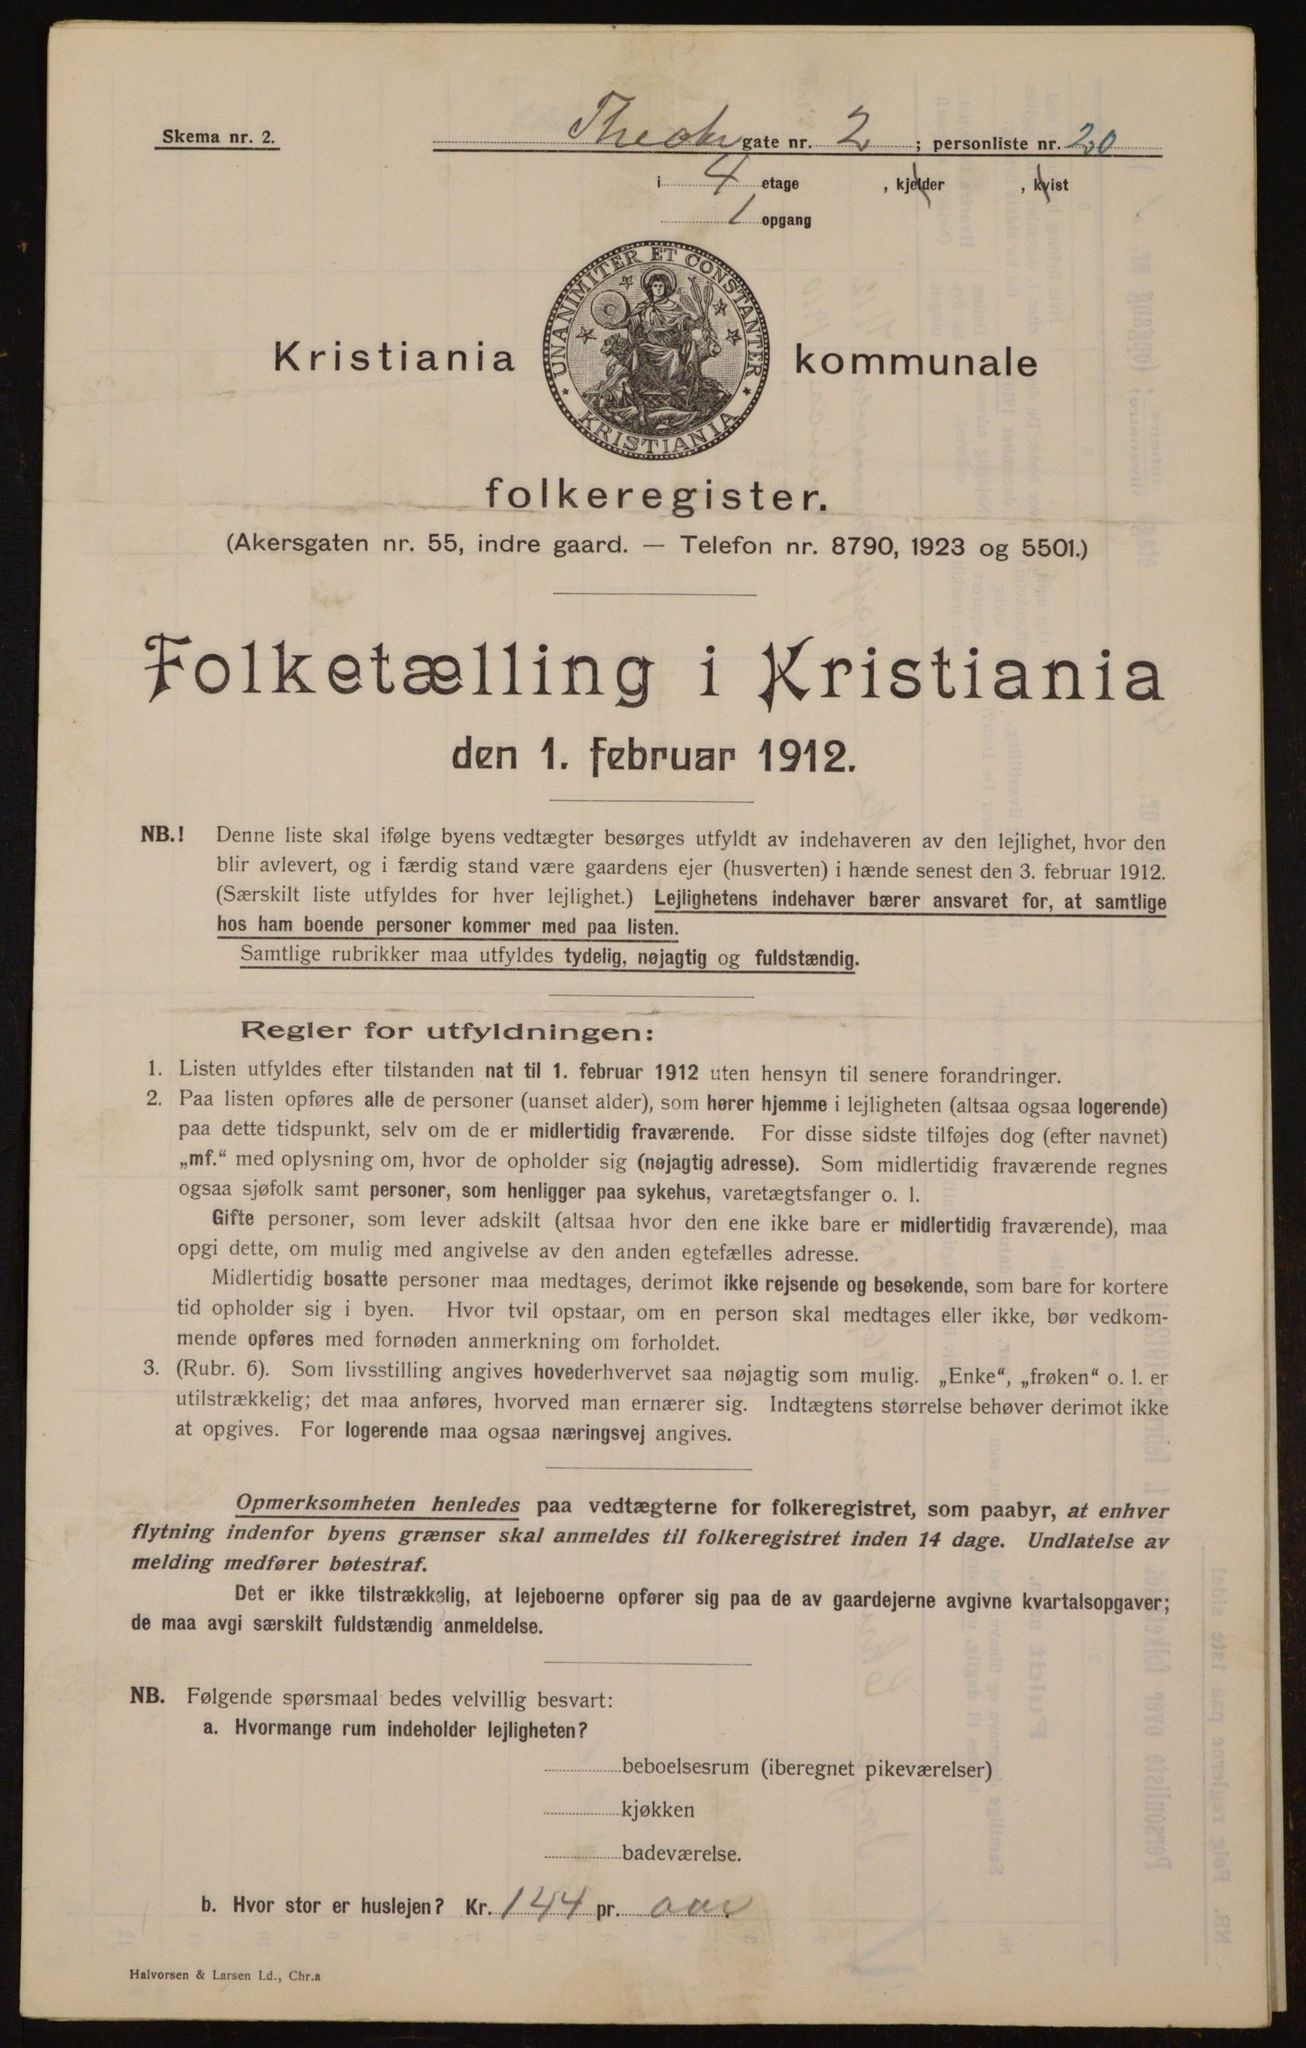 Skema nr. 2.
Theatergate nr. 2; personliste nr. 20
i 4 etage , kjelder , kvist
1 opgang
UNANIMITER ET CONSTANTER
KRISTIANIA
Kristiania kommunale
folkeregister.
(Akersgaten nr. 55, indre gaard. — Telefon nr. 8790, 1923 og 5501.)
Folketælling i Kristiania
den 1. februar 1912.
NB.! Denne liste skal ifølge byens vedtægter besørges utfyldt av indehaveren av den lejlighet, hvor den
blir avlevert, og i færdig stand være gaardens ejer (husverten) i hænde senest den 3. februar 1912.
(Særskilt liste utfyldes for hver lejlighet.) Lejlighetens indehaver bærer ansvaret for, at samtlige
hos ham boende personer kommer med paa listen.
Samtlige rubrikker maa utfyldes tydelig, nøjagtig og fuldstændig.
Regler for utfyldningen:
1. Listen utfyldes efter tilstanden nat til 1. februar 1912 uten hensyn til senere forandringer.
2. Paa listen opføres alle de personer (uanset alder), som hører hjemme i lejligheten (altsaa ogsaa logerende)
paa dette tidspunkt, selv om de er midlertidig fraværende. For disse sidste tilføjes dog (efter navnet)
„mf.“ med oplysning om, hvor de opholder sig (nøjagtig adresse). Som midlertidig fraværende regnes
ogsaa sjøfolk samt personer, som henligger paa sykehus, varetægtsfanger o. l.
Gifte personer, som lever adskilt (altsaa hvor den ene ikke bare er midlertidig fraværende), maa
opgi dette, om mulig med angivelse av den anden egtefælles adresse.
Midlertidig bosatte personer maa medtages, derimot ikke rejsende og besøkende, som bare for kortere
tid opholder sig i byen. Hvor tvil opstaar, om en person skal medtages eller ikke, bør vedkom-
mende opføres med fornøden anmerkning om forholdet.
3. (Rubr. 6). Som livsstilling angives hovederhvervet saa nøjagtig som mulig. „Enke“, „frøken“ o. l. er
utilstrækkelig; det maa anføres, hvorved man ernærer sig. Indtægtens størrelse behøver derimot ikke
at opgives. For logerende maa ogsaa næringsvej angives.
Opmerksomheten henledes paa vedtægterne for folkeregistret, som paabyr, at enhver
flytning indenfor byens grænser skal anmeldes til folkeregistret inden 14 dage. Undlatelse av
melding medfører bøtestraf.
Det er ikke tilstrækkelig, at lejeboerne opfører sig paa de av gaardejerne avgivne kvartalsopgaver;
de maa avgi særskilt fuldstændig anmeldelse.
NB. Følgende spørsmaal bedes velvillig besvart:
a. Hvormange rum indeholder lejligheten?
beboelsesrum (iberegnet pikeværelser)
kjøkken
badeværelse.
b. Hvor stor er huslejen? Kr. 144 pr. aar
Halvorsen & Larsen Ld., Chr.a